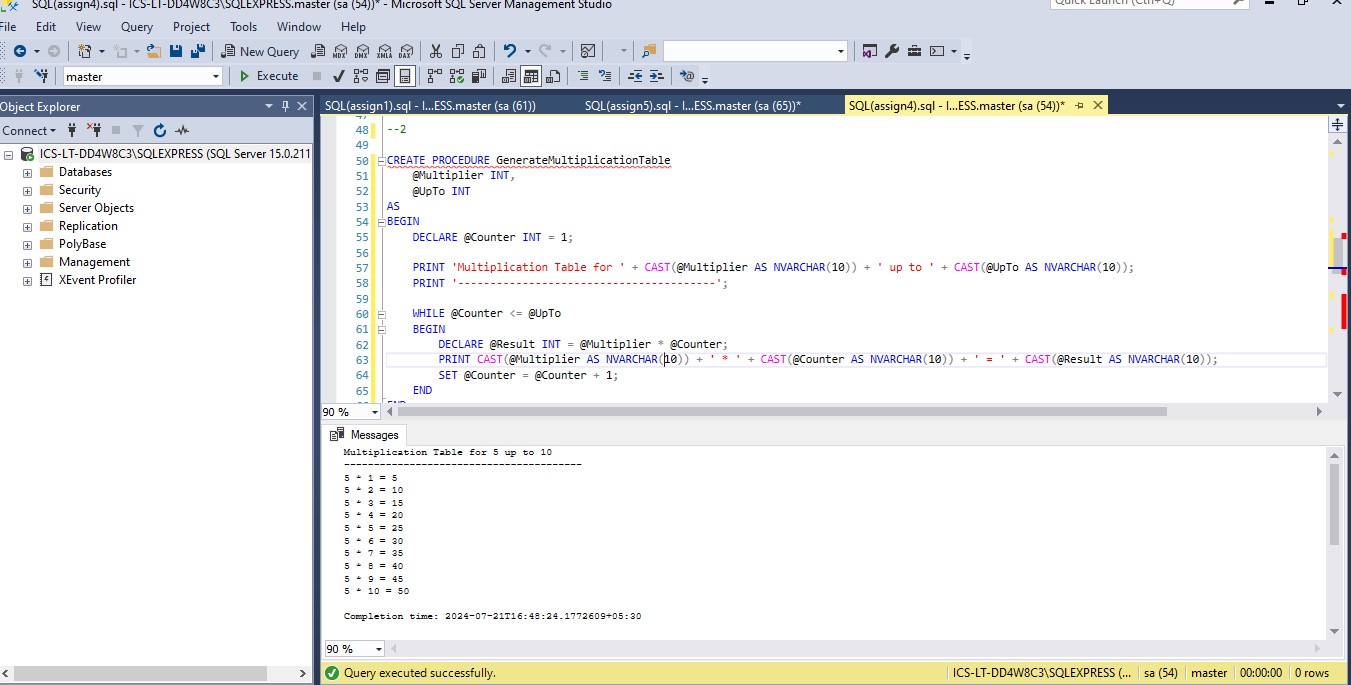 SQL(assign4).sql - ICS-LT-DD4W8C3\SQLEXPRESS.master (sa (54))* - Microsoft SQL Server Management Studio
Quick Launch (Ctrl+Q)
File Edit View Query Project Tools Window Help
New Query
MDX DMX XMLA DAX
master
Execute
Object Explorer
Connect
ICS-LT-DD4W8C3\SQLEXPRESS (SQL Server 15.0.211
Databases
Security
Server Objects
Replication
PolyBase
Management
XEvent Profiler
SQL(assign1).sql - I...ESS.master (sa (61)) SQL(assign5).sql - I...ESS.master (sa (65))* SQL(assign4).sql - I...ESS.master (sa (54))*
47
48 --2
49
50 CREATE PROCEDURE GenerateMultiplicationTable
51 @Multiplier INT,
52 @UpTo INT
53 AS
54 BEGIN
55 DECLARE @Counter INT = 1;
56
57 PRINT 'Multiplication Table for ' + CAST(@Multiplier AS NVARCHAR(10)) + ' up to ' + CAST(@UpTo AS NVARCHAR(10));
58 PRINT '----------------------------------------';
59
60 WHILE @Counter <= @UpTo
61 BEGIN
62 DECLARE @Result INT = @Multiplier * @Counter;
63 PRINT CAST(@Multiplier AS NVARCHAR(10)) + ' * ' + CAST(@Counter AS NVARCHAR(10)) + ' = ' + CAST(@Result AS NVARCHAR(10));
64 SET @Counter = @Counter + 1;
65 END
END
90 %
Messages
Multiplication Table for 5 up to 10
----------------------------------------
5 * 1 = 5
5 * 2 = 10
5 * 3 = 15
5 * 4 = 20
5 * 5 = 25
5 * 6 = 30
5 * 7 = 35
5 * 8 = 40
5 * 9 = 45
5 * 10 = 50
Completion time: 2024-07-21T16:48:24.1772609+05:30
90 %
Query executed successfully. ICS-LT-DD4W8C3\SQLEXPRESS (... sa (54) master 00:00:00 0 rows